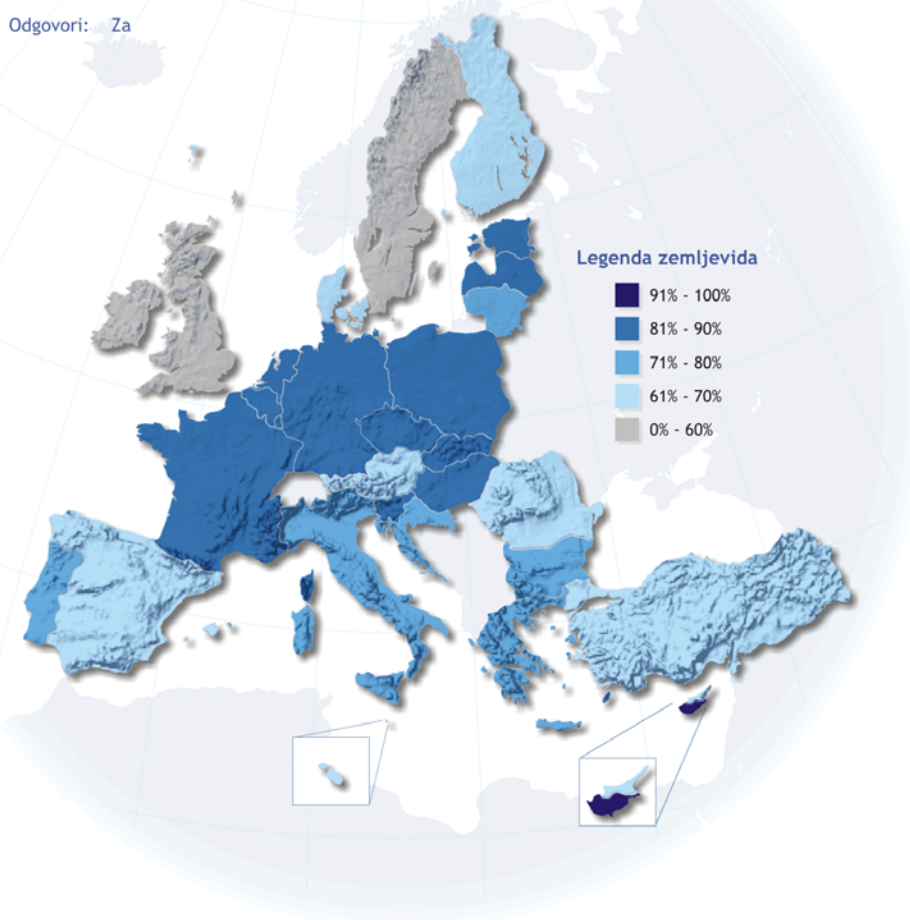 Odgovori: Za
Legenda zemljevida
91% - 100%
81% - 90%
71% - 80%
61% - 70%
0% - 60%